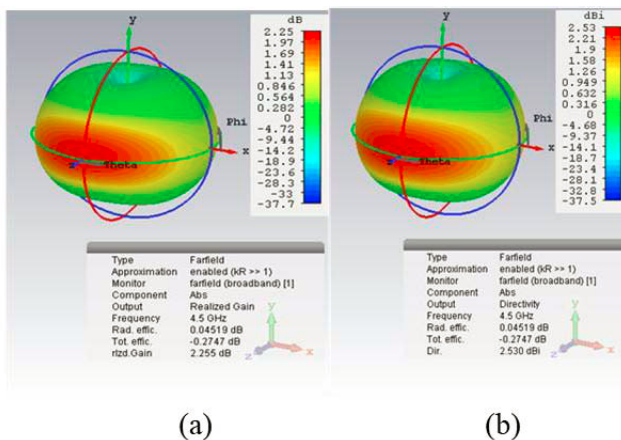 dB
2.25
1.97
1.69
1.41
1.13
0.846
0.564
0.282
0
-4.72
-9.44
-14.2
-18.9
-23.6
-28.3
-33
-37.7
y
Phi
x
z
Theta
Type Farfield
Approximation enabled (kR >> 1)
Monitor farfield (broadband) [1]
Component Abs
Output Realized Gain
Frequency 4.5 GHz
Rad. effic. 0.04519 dB
Tot. effic. -0.2747 dB
rlzd.Gain 2.255 dB
y
x
z
(a)
dBi
2.53
2.21
1.9
1.58
1.26
0.949
0.632
0.316
0
-4.68
-9.37
-14.1
-18.7
-23.4
-28.1
-32.8
-37.5
y
Phi
x
z
Theta
Type Farfield
Approximation enabled (kR >> 1)
Monitor farfield (broadband) [1]
Component Abs
Output Directivity
Frequency 4.5 GHz
Rad. effic. 0.04519 dB
Tot. effic. -0.2747 dB
Dir. 2.530 dBi
y
x
z
(b)